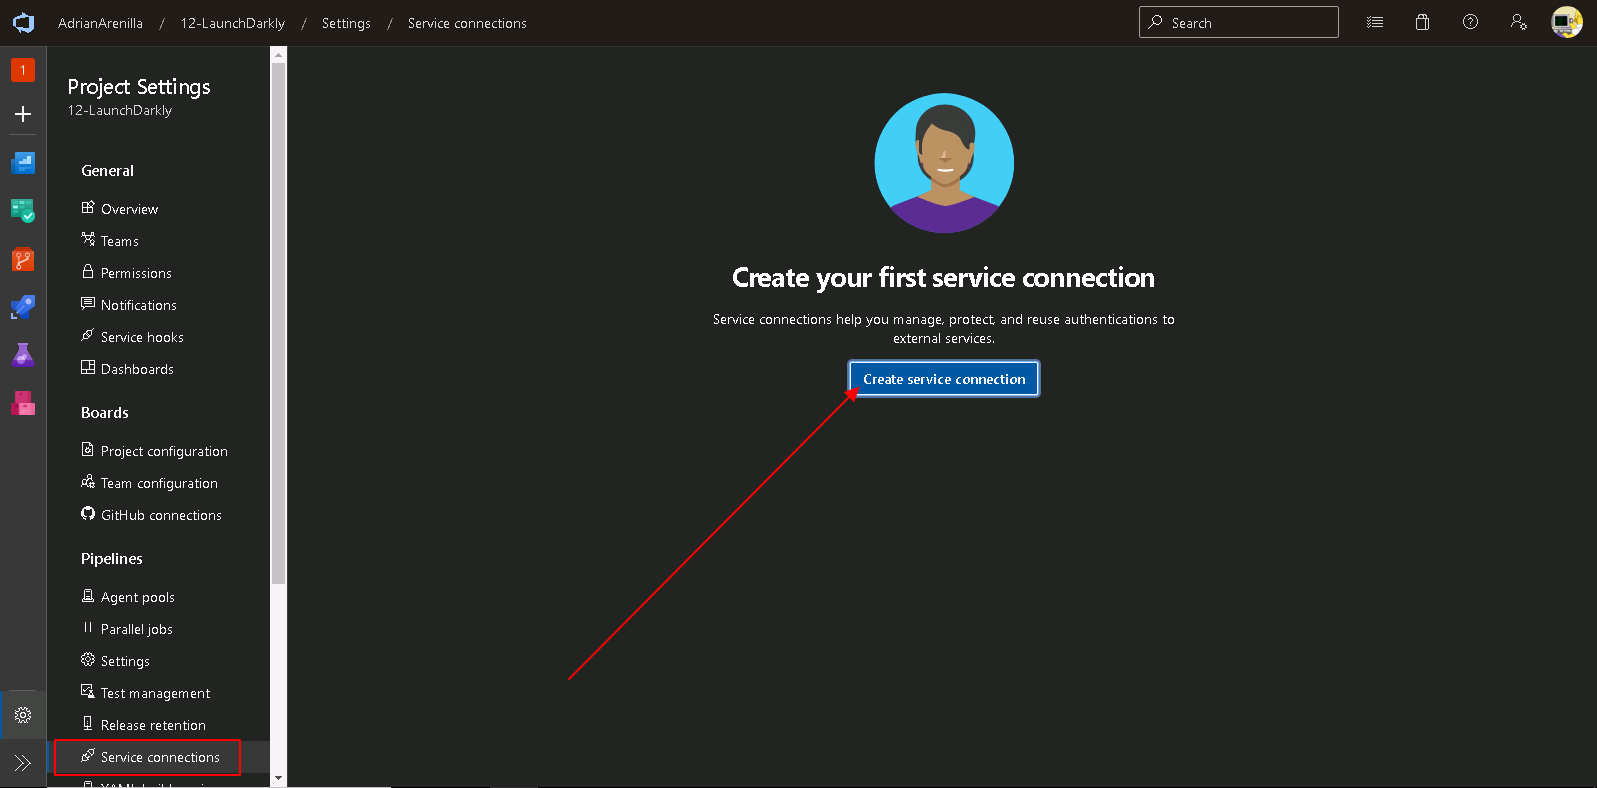 AdrianArenilla / 12-LaunchDarkly / Settings / Service connections
Search
1
Project Settings
12-LaunchDarkly
General
Overview
Teams
Permissions
Notifications
Service hooks
Dashboards
Boards
Project configuration
Team configuration
GitHub connections
Pipelines
Agent pools
Parallel jobs
Settings
Test management
Release retention
Service connections
Create your first service connection
Service connections help you manage, protect, and reuse authentications to
external services.
Create service connection